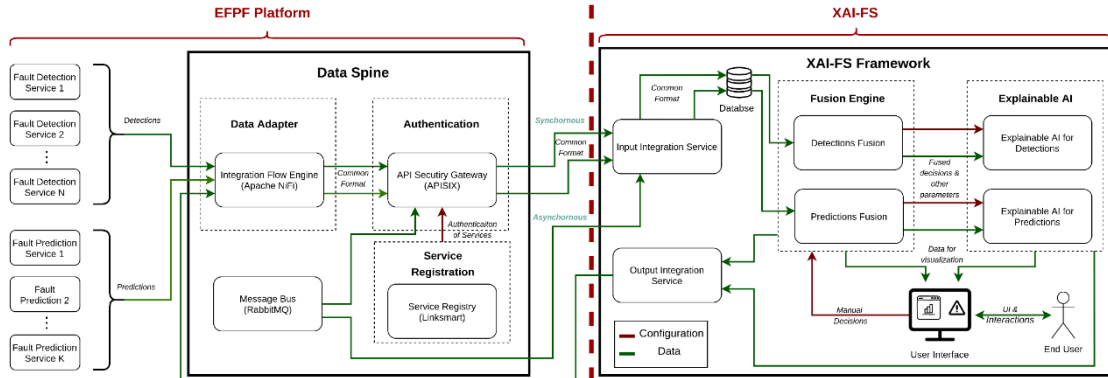 EFPF Platform
XAI-FS
Data Spine
XAI-FS Framework
Fault Detection
Service 1
Fault Detection
Service 2
Fault Detection
Service N
Detections
Fault Prediction
Service 1
Fault
Prediction 2
Fault Prediction
Service K
Predictions
Data Adapter
Integration Flow Engine
(Apache NiFi)
Common
Format
Authentication
API Secutiry Gateway
(APISIX)
Authenticaiton
of Services
Service
Registration
Service Registry
(Linksmart)
Message Bus
(RabbitMQ)
Synchornous
Common
Format
Asynchornous
Input Integration Service
Common
Format
Databse
Output Integration
Service
Configuration
Data
Fusion Engine
Detections Fusion
Predictions Fusion
Fused
decisions &
other
parameters
Explainable AI
Explainable AI for
Detections
Explainable AI for
Predictions
Data for
visualization
Manual
Decisions
User Interface
UI &
Interactions
End User